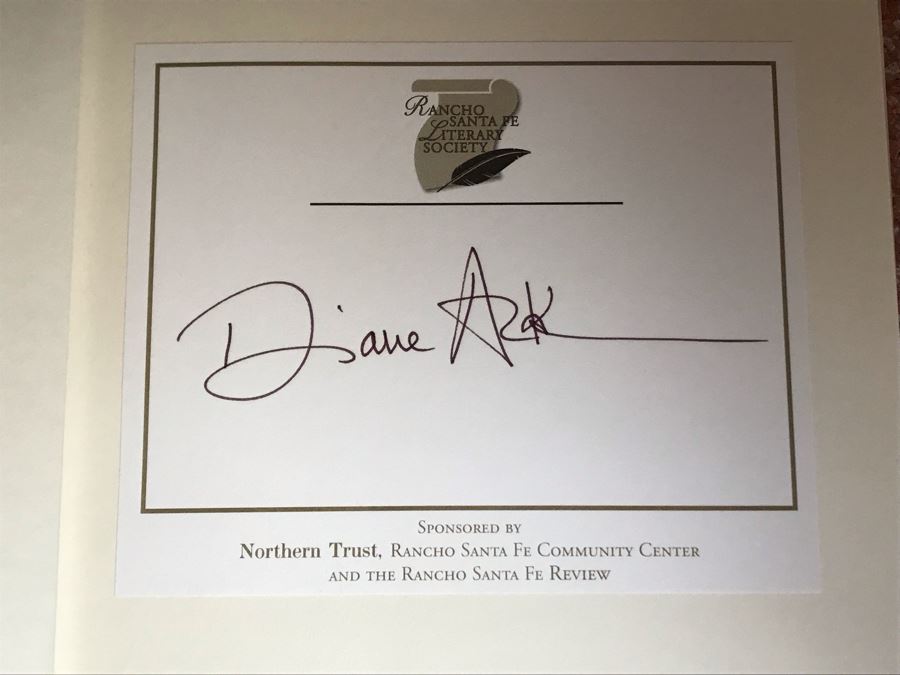 Rancho
Santa Fe
Literary
Society
Diane
Sponsored by
Northern Trust, Rancho Santa Fe Community Center
and the Rancho Santa Fe Review